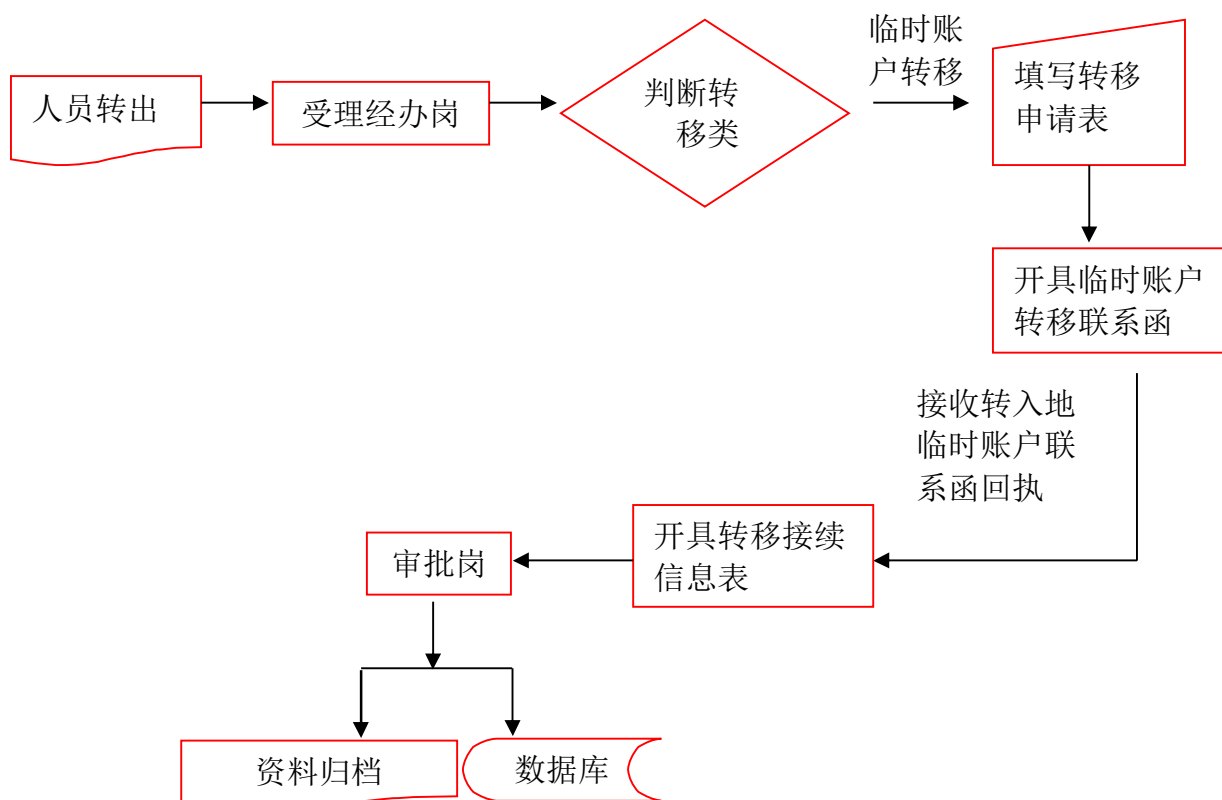 人员转出
受理经办岗
判断转
移类
临时账
户转移
填写转移
申请表
开具临时账户
转移联系函
接收转入地
临时账户联
系函回执
开具转移接续
信息表
审批岗
资料归档
数据库